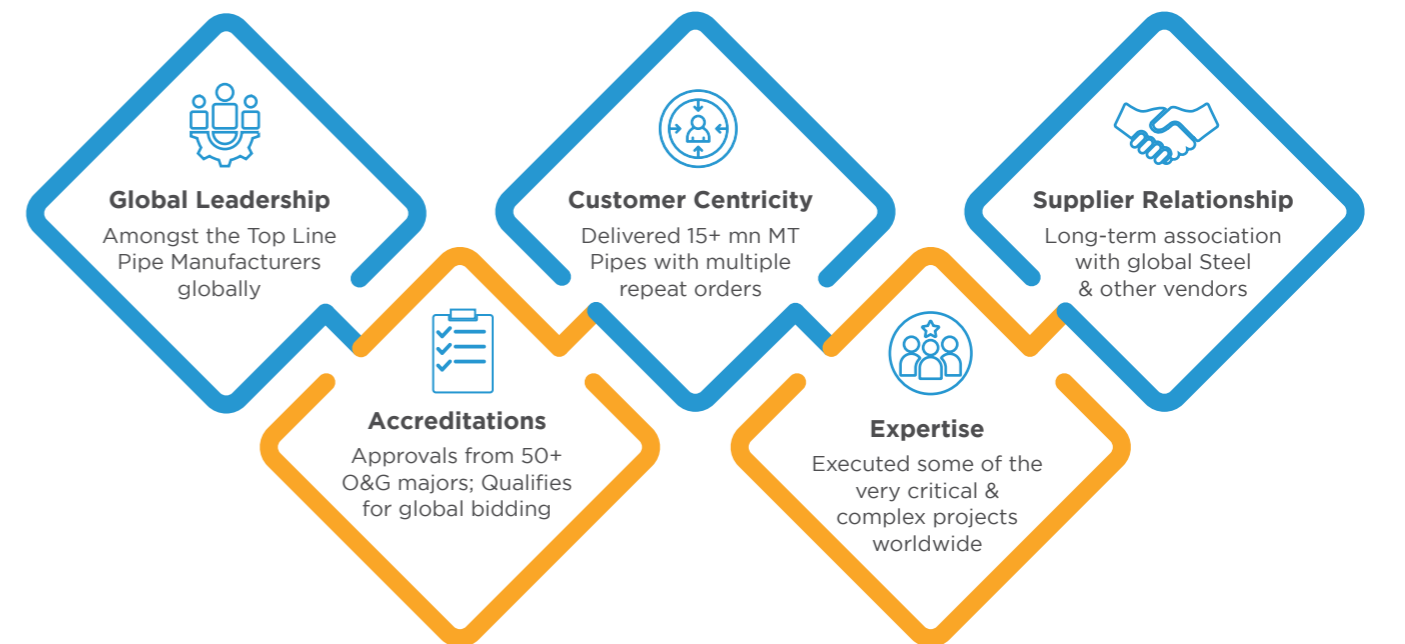 Global Leadership
Amongst the Top Line
Pipe Manufacturers
globally
Accreditations
Approvals from 50+
O&G majors; Qualifies
for global bidding
Customer Centricity
Delivered 15+ mn MT
Pipes with multiple
repeat orders
Expertise
Executed some of the
very critical &
complex projects
worldwide
Supplier Relationship
Long-term association
with global Steel
& other vendors